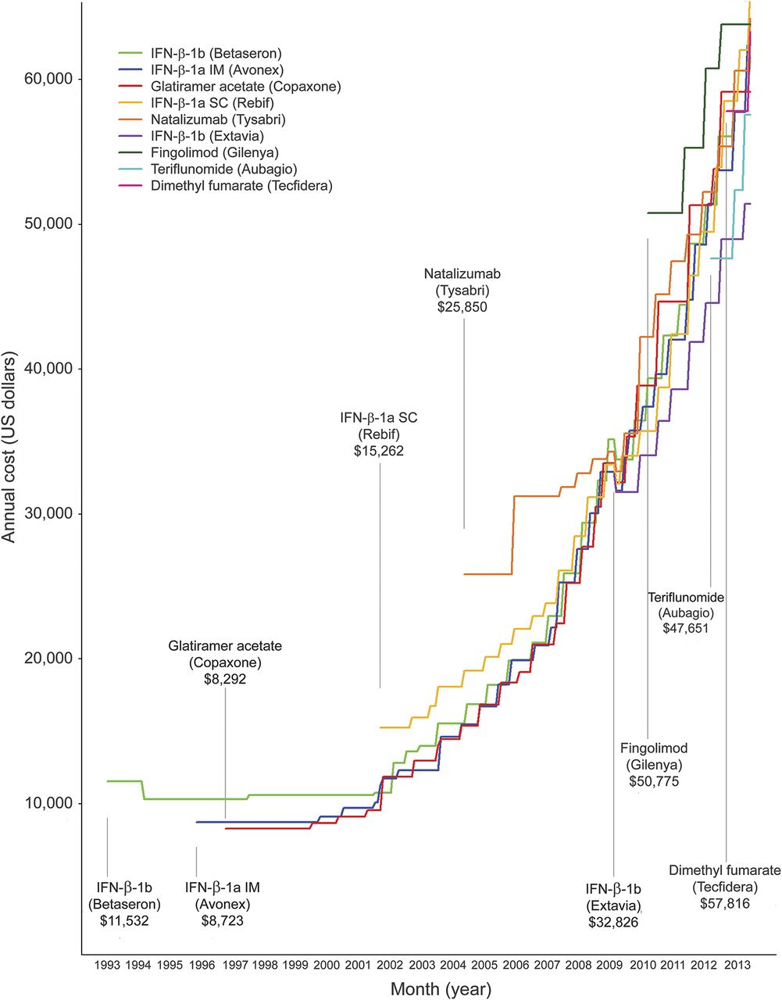 60,000
50,000
40,000
30,000
20,000
10,000
Annual cost (US dollars)
IFN-β-1b (Betaseron)
IFN-β-1a IM (Avonex)
Glatiramer acetate (Copaxone)
IFN-β-1a SC (Rebif)
Natalizumab (Tysabri)
IFN-β-1b (Extavia)
Fingolimod (Gilenya)
Teriflunomide (Aubagio)
Dimethyl fumarate (Tecfidera)
Natalizumab
(Tysabri)
$25,850
IFN-β-1a SC
(Rebif)
$15,262
Glatiramer acetate
(Copaxone)
$8,292
Teriflunomide
(Aubagio)
$47,651
Fingolimod
(Gilenya)
$50,775
IFN-β-1b
(Betaseron)
$11,532
IFN-β-1a IM
(Avonex)
$8,723
IFN-β-1b
(Extavia)
$32,826
Dimethyl fumarate
(Tecfidera)
$57,816
1993 1994 1995 1996 1997 1998 1999 2000 2001 2002 2003 2004 2005 2006 2007 2008 2009 2010 2011 2012 2013
Month (year)